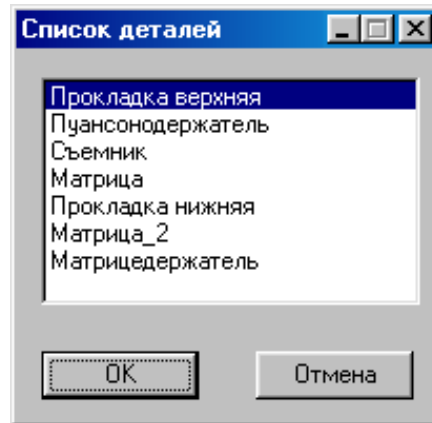 Список деталей
Прокладка верхняя
Пуансонодержатель
Съемник
Матрица
Прокладка нижняя
Матрица_2
Матрицедержатель
OK
Отмена